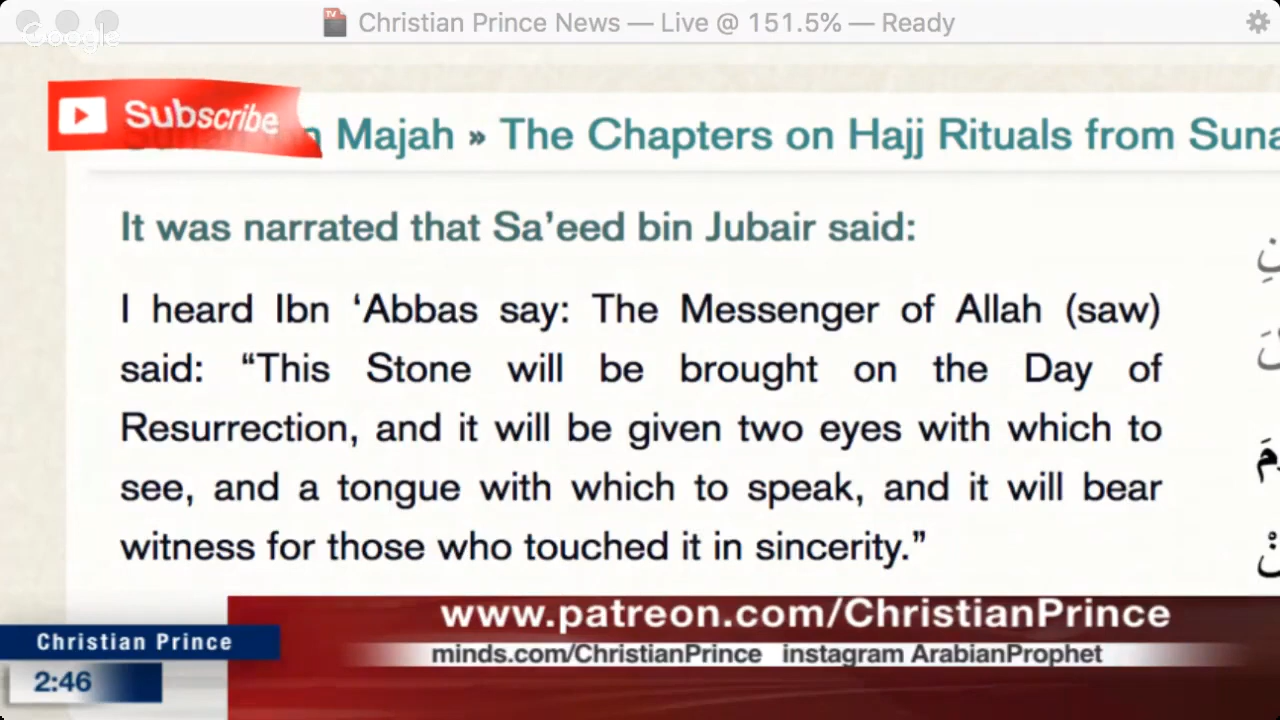 Christian Prince News — Live @ 151.5% — Ready
Google
Subscribe
Majah » The Chapters on Hajj Rituals from Suna
It was narrated that Sa’eed bin Jubair said:
I heard Ibn ‘Abbas say: The Messenger of Allah (saw)
said: “This Stone will be brought on the Day of
Resurrection, and it will be given two eyes with which to
see, and a tongue with which to speak, and it will bear
witness for those who touched it in sincerity.”
www.patreon.com/ChristianPrince
minds.com/ChristianPrince instagram ArabianProphet
Christian Prince
2:46